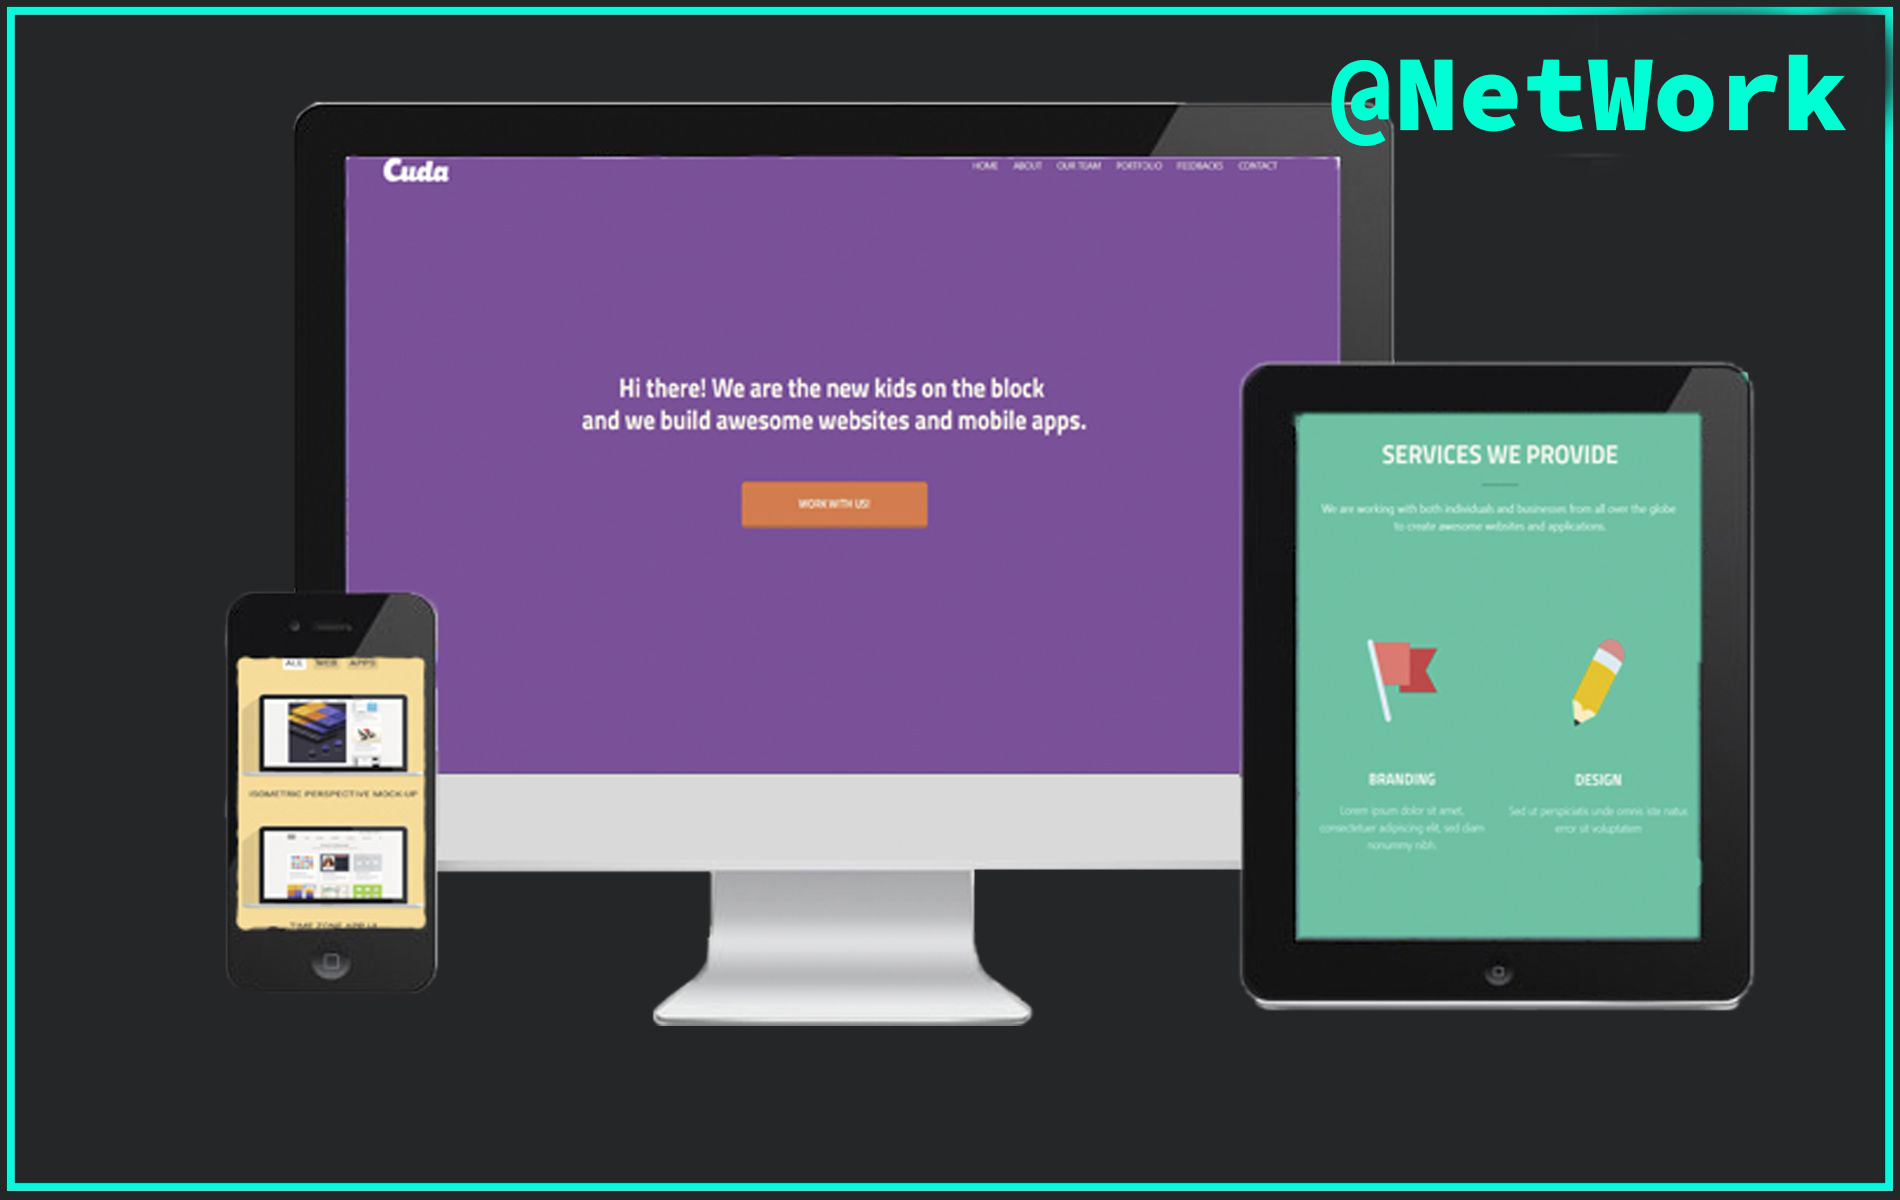 @NetWork
Cuda
HOME ABOUT OUR TEAM PORTFOLIO FEEDBACKS CONTACT
Hi there! We are the new kids on the block
and we build awesome websites and mobile apps.
WORK WITH US!
SERVICES WE PROVIDE
We are working with both individuals and businesses from all over the globe
to create awesome websites and applications.
BRANDING
Lorem ipsum dolor sit amet,
consectetuer adipiscing elit, sed diam
nonummy nibh.
DESIGN
Sed ut perspiciatis unde omnis iste natus
error sit voluptatem
ALL WEB APPS
ISOMETRIC PERSPECTIVE MOCK-UP
TIME ZONE APP UI